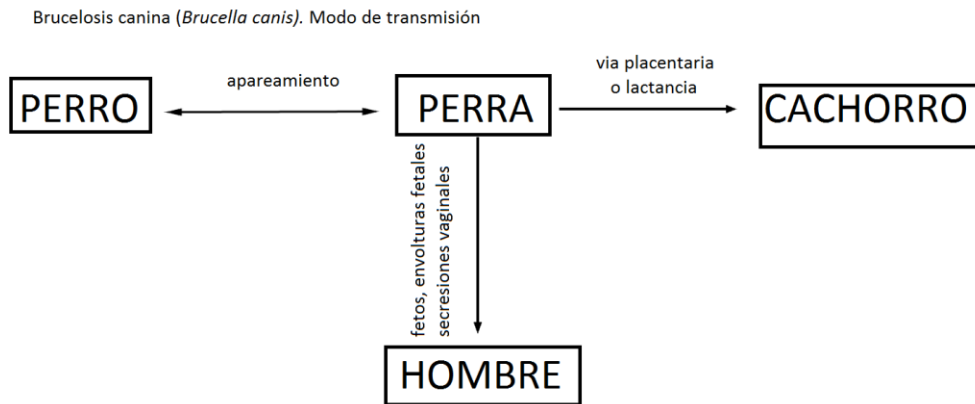 Brucelosis canina (Brucella canis). Modo de transmisión
apareamiento
via placentaria
o lactancia
PERRO
PERRA
CACHORRO
fetos, envolturas fetales
secresiones vaginales
HOMBRE